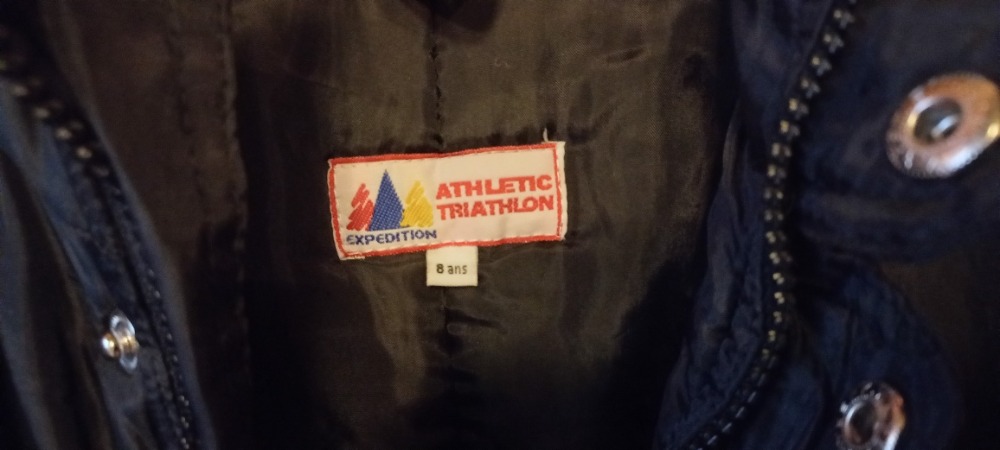 ATHLETIC
TRIATHLON
EXPEDITION
8 ans